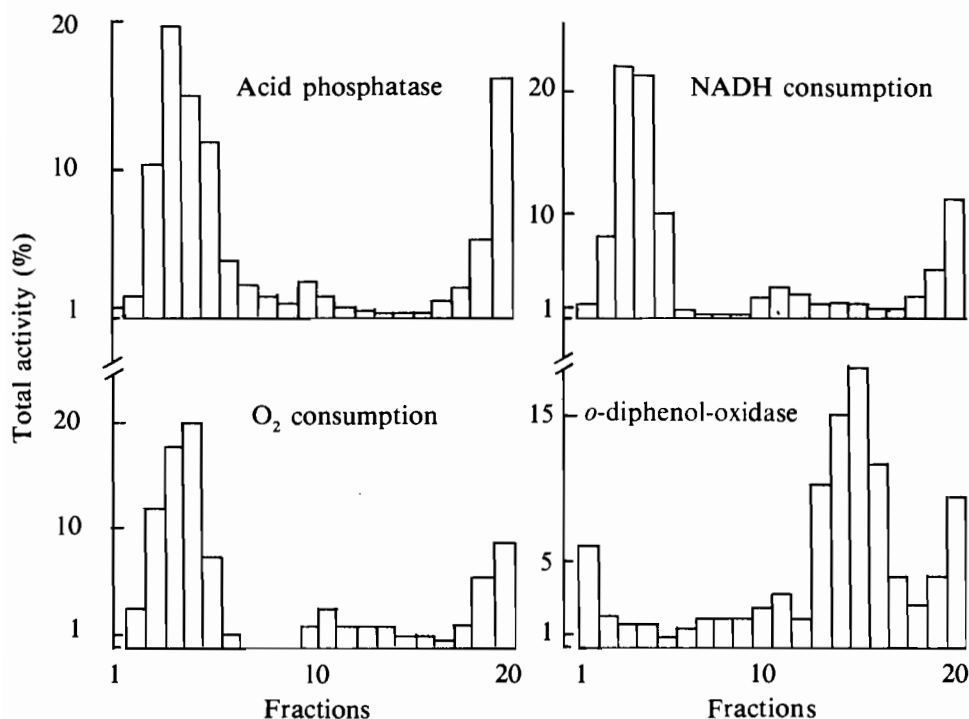 20
Acid phosphatase
10
1
20
NADH consumption
10
1
Total activity (%)
20
O₂ consumption
10
1
1 10 20
Fractions
15
o-diphenol-oxidase
5
1
1 10 20
Fractions